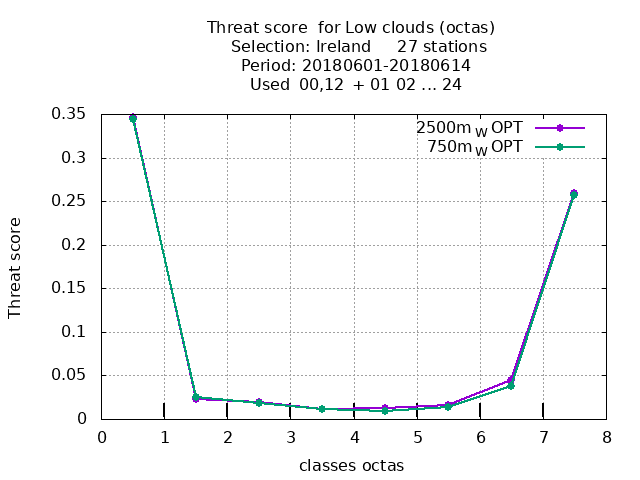 Threat score  for Low clouds (octas)
Selection: Ireland     27 stations
Period: 20180601-20180614
Used  00,12  + 01 02 ... 24
2500m W OPT
750m W OPT
0.35
0.3
0.25
0.2
0.15
0.1
0.05
0
Threat score
0 1 2 3 4 5 6 7 8
classes octas